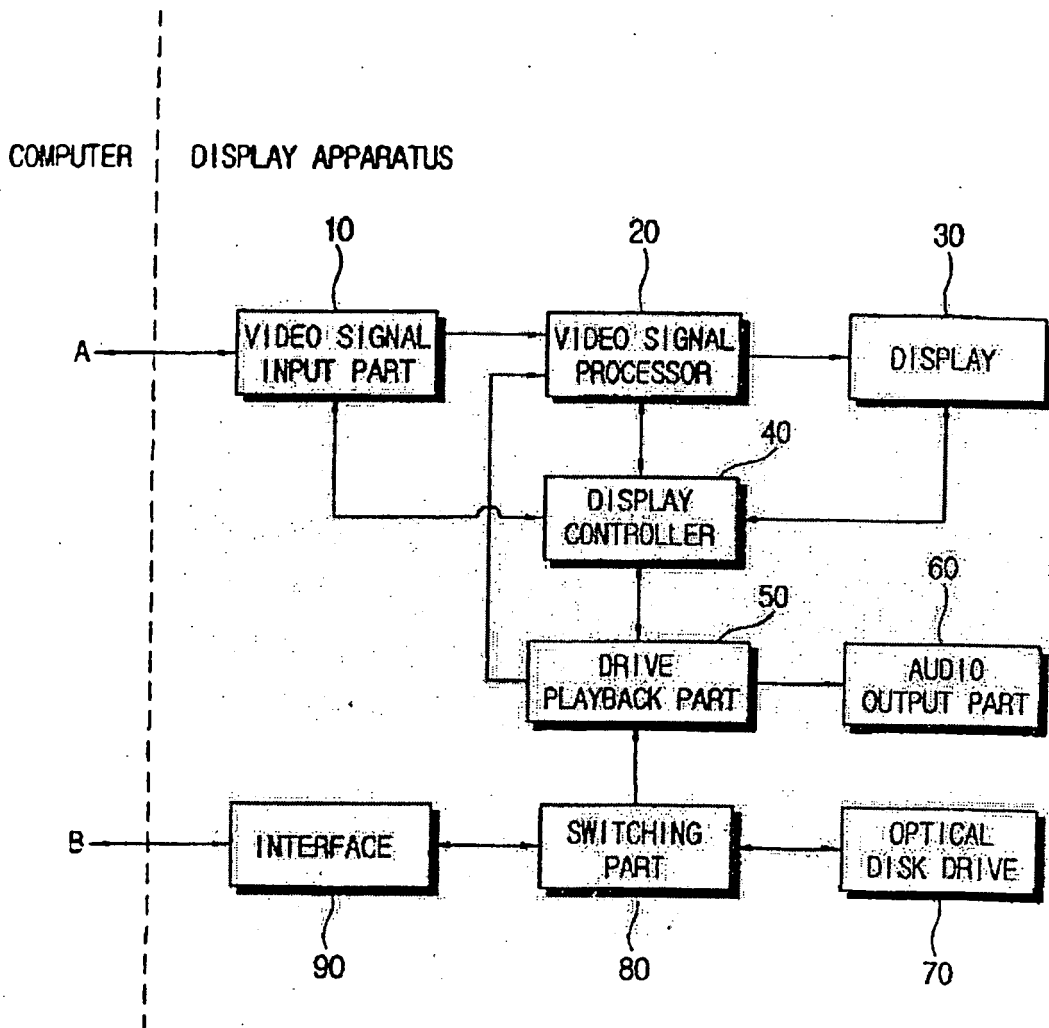 COMPUTER DISPLAY APPARATUS
10 20 30
A VIDEO SIGNAL INPUT PART
VIDEO SIGNAL PROCESSOR
DISPLAY
40
DISPLAY CONTROLLER
50 60
DRIVE PLAYBACK PART
AUDIO OUTPUT PART
B INTERFACE
SWITCHING PART
OPTICAL DISK DRIVE
90 80 70